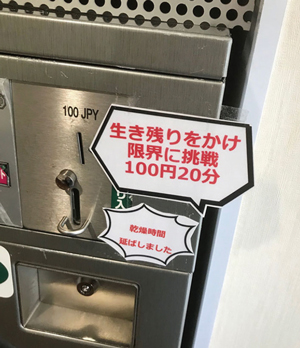 100 JPY
生き残りをかけ
限界に挑戦
100円20分
乾燥時間
延ばしました